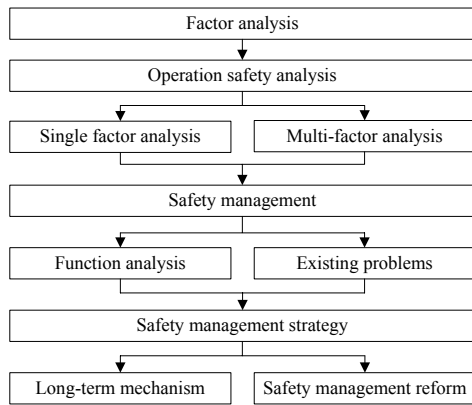 Factor analysis
Operation safety analysis
Single factor analysis
Multi-factor analysis
Safety management
Function analysis
Existing problems
Safety management strategy
Long-term mechanism
Safety management reform